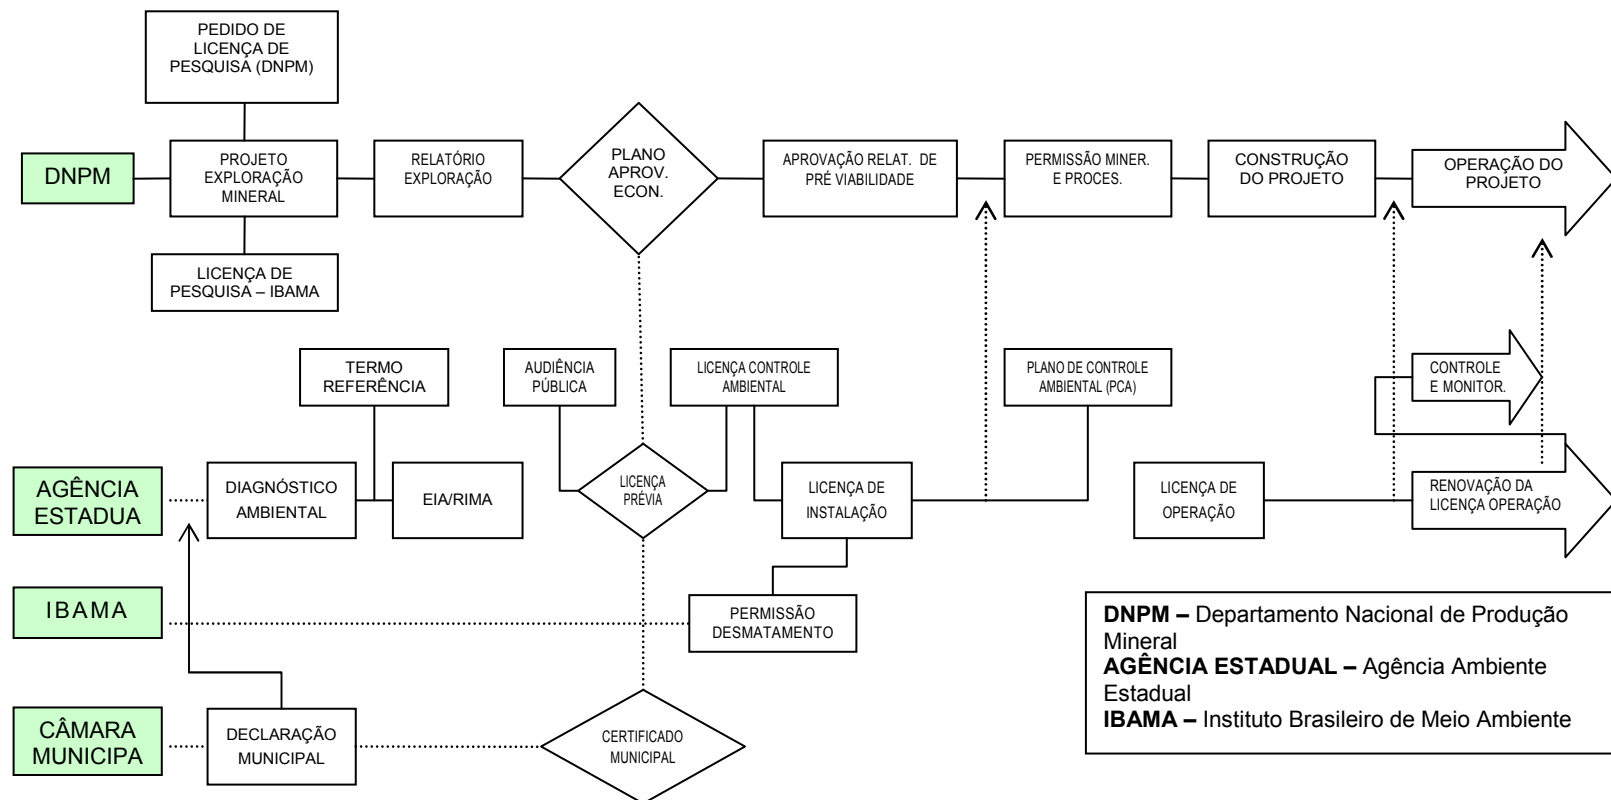 PEDIDO DE
LICENÇA DE
PESQUISA (DNPM)
DNPM
PROJETO
EXPLORAÇÃO
MINERAL
RELATÓRIO
EXPLORAÇÃO
PLANO
APROV.
ECON.
APROVAÇÃO RELAT. DE
PRÉ VIABILIDADE
PERMISSÃO MINER.
E PROCES.
CONSTRUÇÃO
DO PROJETO
OPERAÇÃO DO
PROJETO
LICENÇA DE
PESQUISA – IBAMA
TERMO
REFERÊNCIA
AUDIÊNCIA
PÚBLICA
LICENÇA CONTROLE
AMBIENTAL
PLANO DE CONTROLE
AMBIENTAL (PCA)
CONTROLE
E MONITOR.
AGÊNCIA
ESTADUA
DIAGNÓSTICO
AMBIENTAL
EIA/RIMA
LICENÇA
PRÉVIA
LICENÇA DE
INSTALAÇÃO
LICENÇA DE
OPERAÇÃO
RENOVAÇÃO DA
LICENÇA OPERAÇÃO
IBAMA
PERMISSÃO
DESMATAMENTO
CÂMARA
MUNICIPA
DECLARAÇÃO
MUNICIPAL
CERTIFICADO
MUNICIPAL
DNPM – Departamento Nacional de Produção
Mineral
AGÊNCIA ESTADUAL – Agência Ambiente
Estadual
IBAMA – Instituto Brasileiro de Meio Ambiente